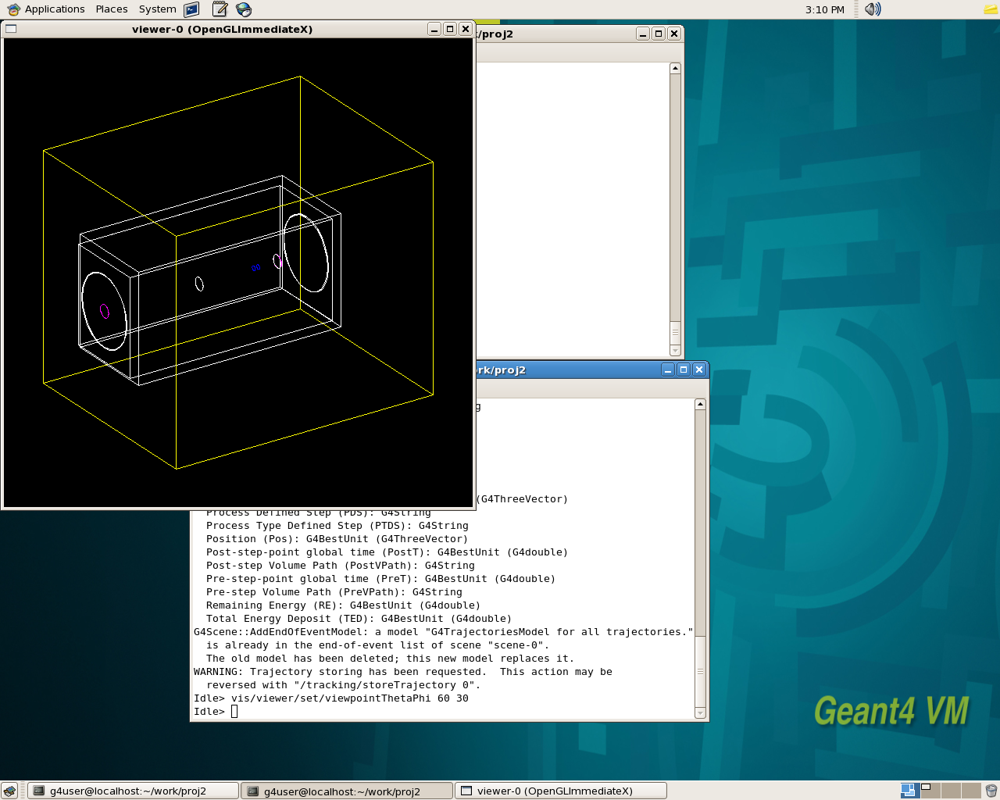 Applications Places System
3:10 PM
viewer-0 (OpenGLImmediateX)
/proj2
ork/proj2
g
(G4ThreeVector)
Process Defined Step (PDS): G4String
Process Type Defined Step (PTDS): G4String
Position (Pos): G4BestUnit (G4ThreeVector)
Post-step-point global time (PostT): G4BestUnit (G4double)
Post-step Volume Path (PostVPath): G4String
Pre-step-point global time (PreT): G4BestUnit (G4double)
Pre-step Volume Path (PreVPath): G4String
Remaining Energy (RE): G4BestUnit (G4double)
Total Energy Deposit (TED): G4BestUnit (G4double)
G4Scene::AddEndOfEventModel: a model "G4TrajectoriesModel for all trajectories."
is already in the end-of-event list of scene "scene-0".
The old model has been deleted; this new model replaces it.
WARNING: Trajectory storing has been requested.  This action may be
reversed with "/tracking/storeTrajectory 0".
Idle> vis/viewer/set/viewpointThetaPhi 60 30
Idle>
Geant4 VM
g4user@localhost:~/work/proj2
g4user@localhost:~/work/proj2
viewer-0 (OpenGLImmediateX)